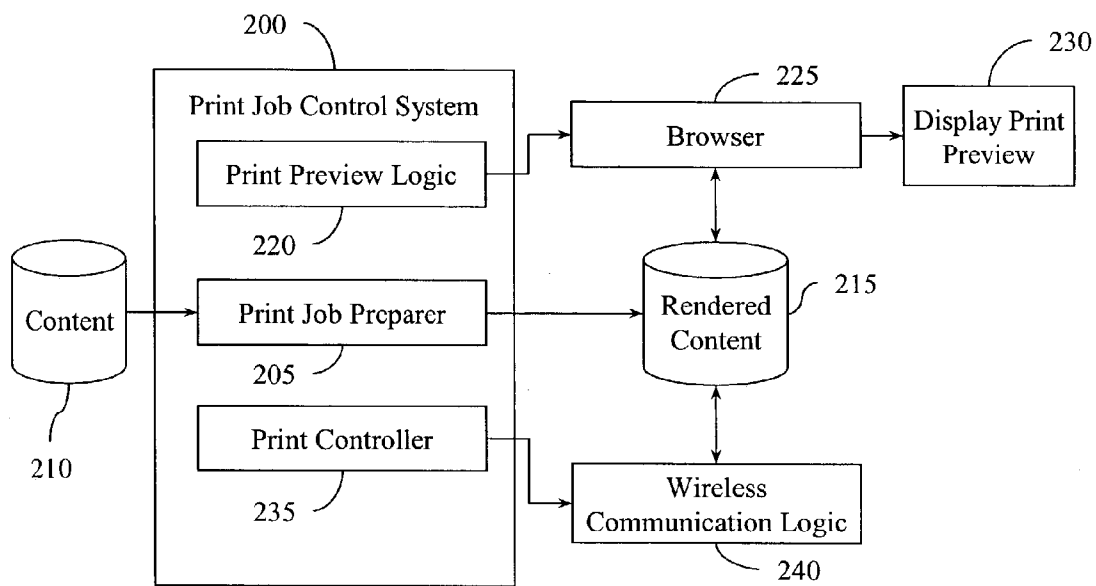 200
230
Print Job Control System
225
Browser
Display Print
Preview
Print Preview Logic
220
Content
Print Job Preparer
205
Rendered
Content
215
210
Print Controller
235
Wireless
Communication Logic
240